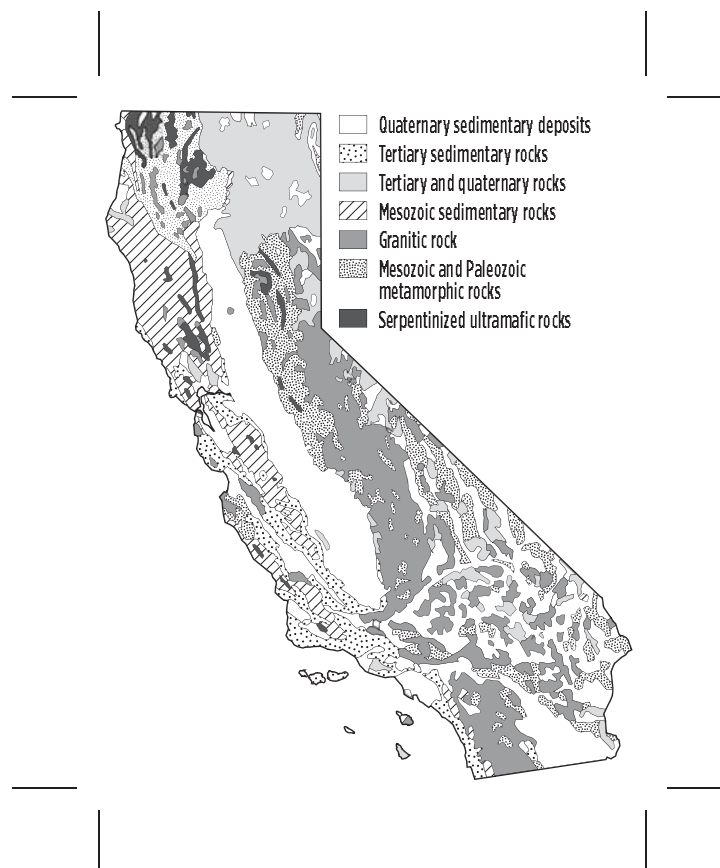 Quaternary sedimentary deposits
Tertiary sedimentary rocks
Tertiary and quaternary rocks
Mesozoic sedimentary rocks
Granitic rock
Mesozoic and Paleozoic
metamorphic rocks
Serpentinized ultramafic rocks